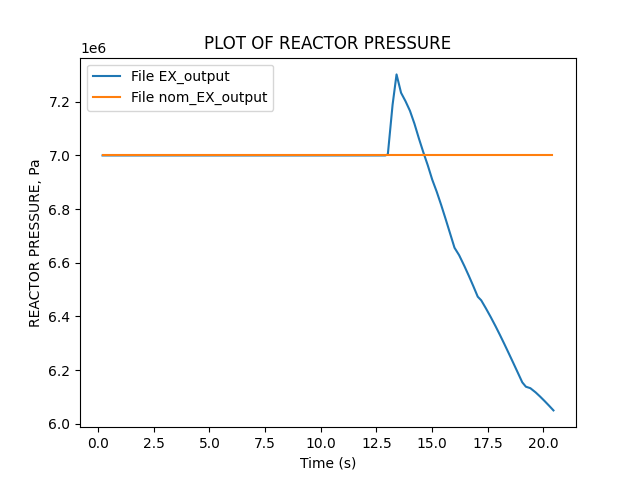 PLOT OF REACTOR PRESSURE
1e6
File EX_output
File nom_EX_output
REACTOR PRESSURE, Pa
7.2
7.0
6.8
6.6
6.4
6.2
6.0
0.0 2.5 5.0 7.5 10.0 12.5 15.0 17.5 20.0
Time (s)